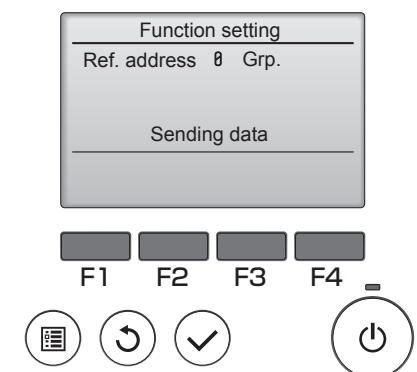 Function setting
Ref. address 0 Grp.
Sending data
F1 F2 F3 F4